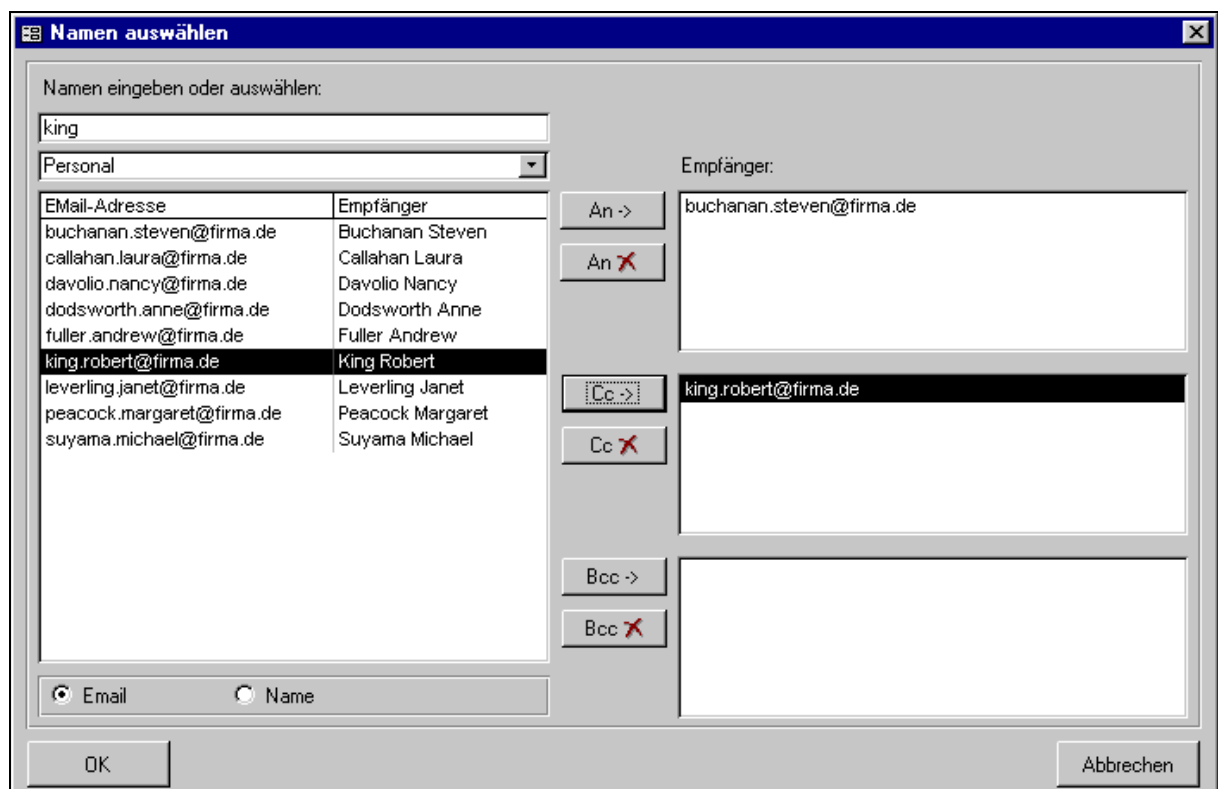 Namen auswählen
Namen eingeben oder auswählen:
king
Personal
EMail-Adresse Empfänger
buchanan.steven@firma.de Buchanan Steven
callahan.laura@firma.de Callahan Laura
davolio.nancy@firma.de Davolio Nancy
dodsworth.anne@firma.de Dodsworth Anne
fuller.andrew@firma.de Fuller Andrew
king.robert@firma.de King Robert
leverling.janet@firma.de Leverling Janet
peacock.margaret@firma.de Peacock Margaret
suyama.michael@firma.de Suyama Michael
Email Name
An ->
An
Cc ->
Cc
Bcc ->
Bcc
Empfänger:
buchanan.steven@firma.de
king.robert@firma.de
OK
Abbrechen